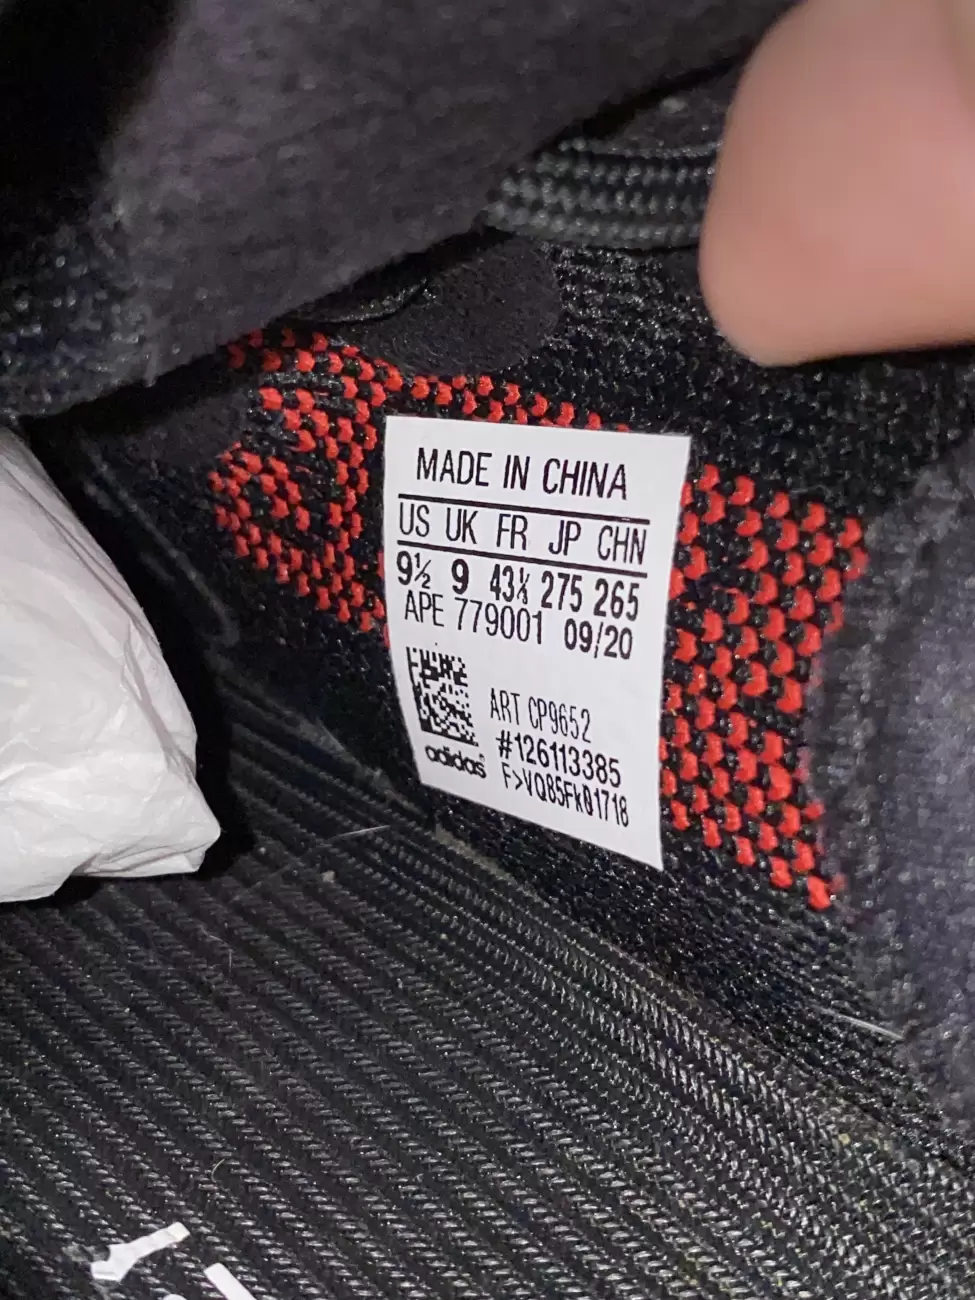 MADE IN CHINA
US UK FR JP CHN
9½ 9 43⅓ 275 265
APE 779001 09/20
ART CP9652
#126113385
adidas
F>VQ85FK01718